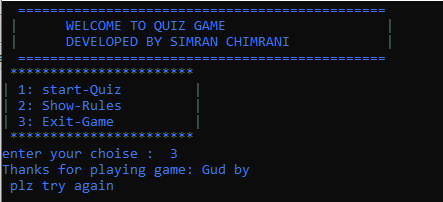 ==============================================
|      WELCOME TO QUIZ GAME                    |
|      DEVELOPED BY SIMRAN CHIMRANI            |
==============================================
***********************
| 1: start-Quiz         |
| 2: Show-Rules         |
| 3: Exit-Game          |
***********************
enter your choise :  3
Thanks for playing game: Gud by
plz try again